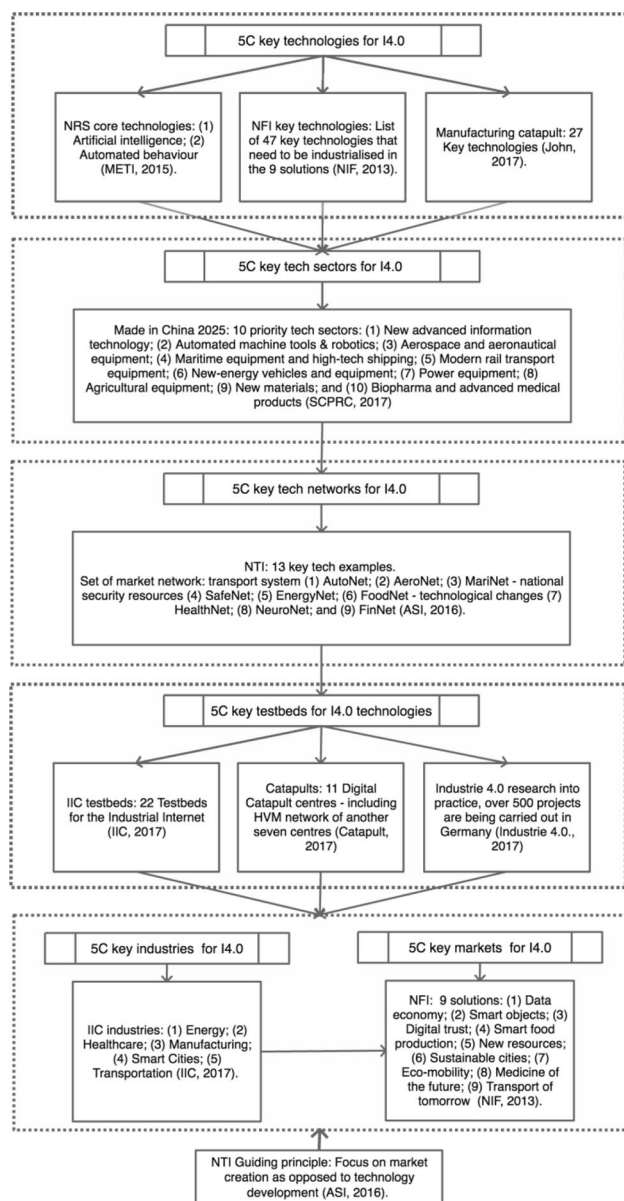 5C key technologies for I4.0
NRS core technologies: (1)
Artificial intelligence; (2)
Automated behaviour
(METI, 2015).
NFI key technologies: List
of 47 key technologies that
need to be industrialised in
the 9 solutions (NIF, 2013).
Manufacturing catapult: 27
Key technologies (John,
2017).
5C key tech sectors for I4.0
Made in China 2025: 10 priority tech sectors: (1) New advanced information
technology; (2) Automated machine tools & robotics; (3) Aerospace and aeronautical
equipment; (4) Maritime equipment and high-tech shipping; (5) Modern rail transport
equipment; (6) New-energy vehicles and equipment; (7) Power equipment; (8)
Agricultural equipment; (9) New materials; and (10) Biopharma and advanced medical
products (SCPRC, 2017)
5C key tech networks for I4.0
NTI: 13 key tech examples.
Set of market network: transport system (1) AutoNet; (2) AeroNet; (3) MariNet - national
security resources (4) SafeNet; (5) EnergyNet; (6) FoodNet - technological changes (7)
HealthNet; (8) NeuroNet; and (9) FinNet (ASI, 2016).
5C key testbeds for I4.0 technologies
IIC testbeds: 22 Testbeds
for the Industrial Internet
(IIC, 2017)
Catapults: 11 Digital
Catapult centres - including
HVM network of another
seven centres (Catapult,
2017)
Industrie 4.0 research into
practice, over 500 projects
are being carried out in
Germany (Industrie 4.0.,
2017)
5C key industries for I4.0
5C key markets for I4.0
IIC industries: (1) Energy; (2)
Healthcare; (3) Manufacturing;
(4) Smart Cities; (5)
Transportation (IIC, 2017).
NFI: 9 solutions: (1) Data
economy; (2) Smart objects; (3)
Digital trust; (4) Smart food
production; (5) New resources;
(6) Sustainable cities; (7)
Eco-mobility; (8) Medicine of
the future; (9) Transport of
tomorrow (NIF, 2013).
NTI Guiding principle: Focus on market
creation as opposed to technology
development (ASI, 2016).